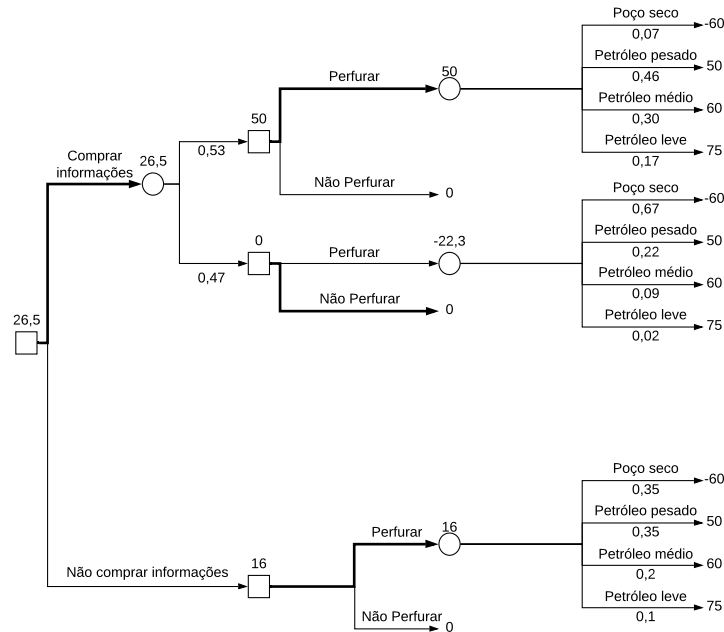 Poço seco
-60
0,07
Petróleo pesado
50
0,46
Petróleo médio
60
0,30
Petróleo leve
75
0,17
50
Perfurar
50
0,53
Não Perfurar
0
Comprar
informações
26,5
Poço seco
-60
0,67
Petróleo pesado
50
0,22
Petróleo médio
60
0,09
Petróleo leve
75
0,02
0
Perfurar
-22,3
0,47
Não Perfurar
0
26,5
Poço seco
-60
0,35
Petróleo pesado
50
0,35
Petróleo médio
60
0,2
Petróleo leve
75
0,1
Perfurar
16
Não comprar informações
16
Não Perfurar
0